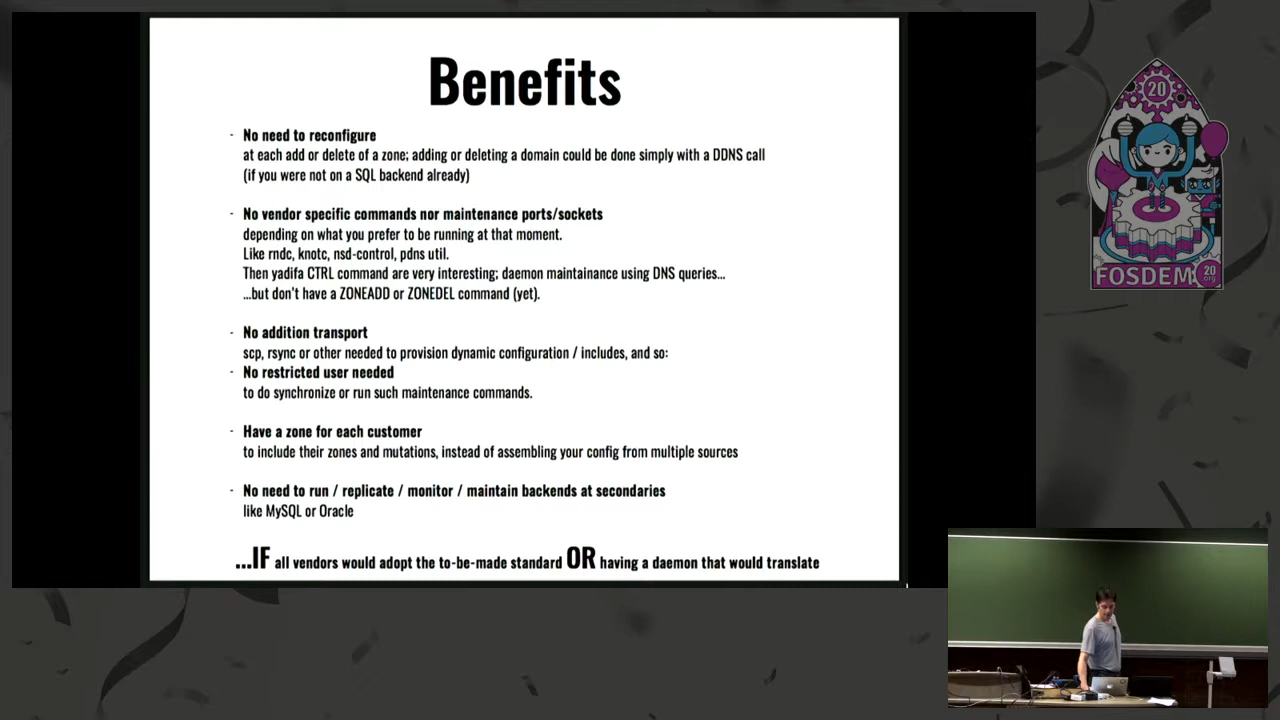 Benefits
- No need to reconfigure
at each add or delete of a zone; adding or deleting a domain could be done simply with a DDNS call
(if you were not on a SQL backend already)
- No vendor specific commands nor maintenance ports/sockets
depending on what you prefer to be running at that moment.
Like rndc, knotc, nsd-control, pdns util.
Then yadifa CTRL command are very interesting; daemon maintainance using DNS queries...
...but don't have a ZONEADD or ZONEDEL command (yet).
- No addition transport
scp, rsync or other needed to provision dynamic configuration / includes, and so:
- No restricted user needed
to do synchronize or run such maintenance commands.
- Have a zone for each customer
to include their zones and mutations, instead of assembling your config from multiple sources
- No need to run / replicate / monitor / maintain backends at secondaries
like MySQL or Oracle
...IF all vendors would adopt the to-be-made standard OR having a daemon that would translate
20
FOSDEM 20
.org